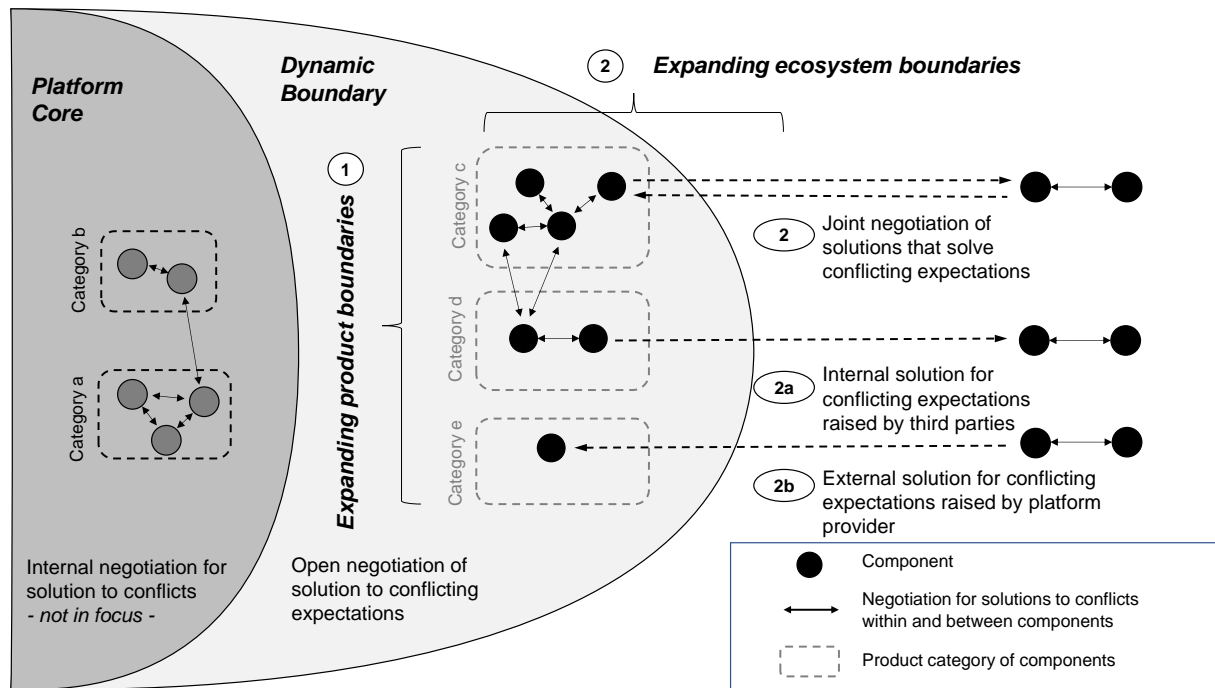 Platform
Core
Dynamic
Boundary
2
Expanding ecosystem boundaries
1
Expanding product boundaries
Category c
Category b
Category d
Category a
Category e
2
Joint negotiation of
solutions that solve
conflicting expectations
2a
Internal solution for
conflicting expectations
raised by third parties
2b
External solution for conflicting
expectations raised by platform
provider
Internal negotiation for
solution to conflicts
- not in focus -
Open negotiation of
solution to conflicting
expectations
Component
Negotiation for solutions to conflicts
within and between components
Product category of components